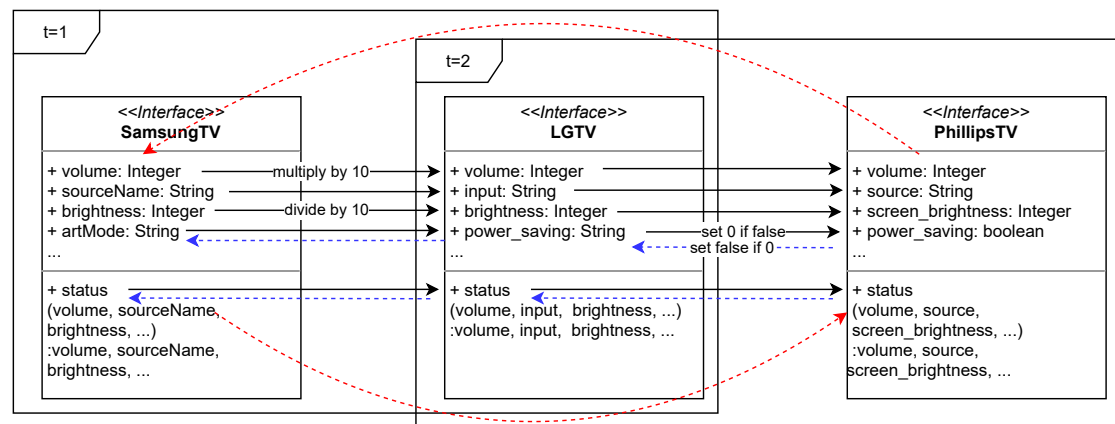 t=1
t=2
<<Interface>>
SamsungTV
+ volume: Integer
+ sourceName: String
+ brightness: Integer
+ artMode: String
...
+ status
(volume, sourceName,
brightness, ...)
:volume, sourceName,
brightness, ...
multiply by 10
divide by 10
<<Interface>>
LGTV
+ volume: Integer
+ input: String
+ brightness: Integer
+ power_saving: String
...
+ status
(volume, input, brightness, ...)
:volume, input, brightness, ...
set 0 if false
set false if 0
<<Interface>>
PhillipsTV
+ volume: Integer
+ source: String
+ screen_brightness: Integer
+ power_saving: boolean
...
+ status
(volume, source,
screen_brightness, ...)
:volume, source,
screen_brightness, ...